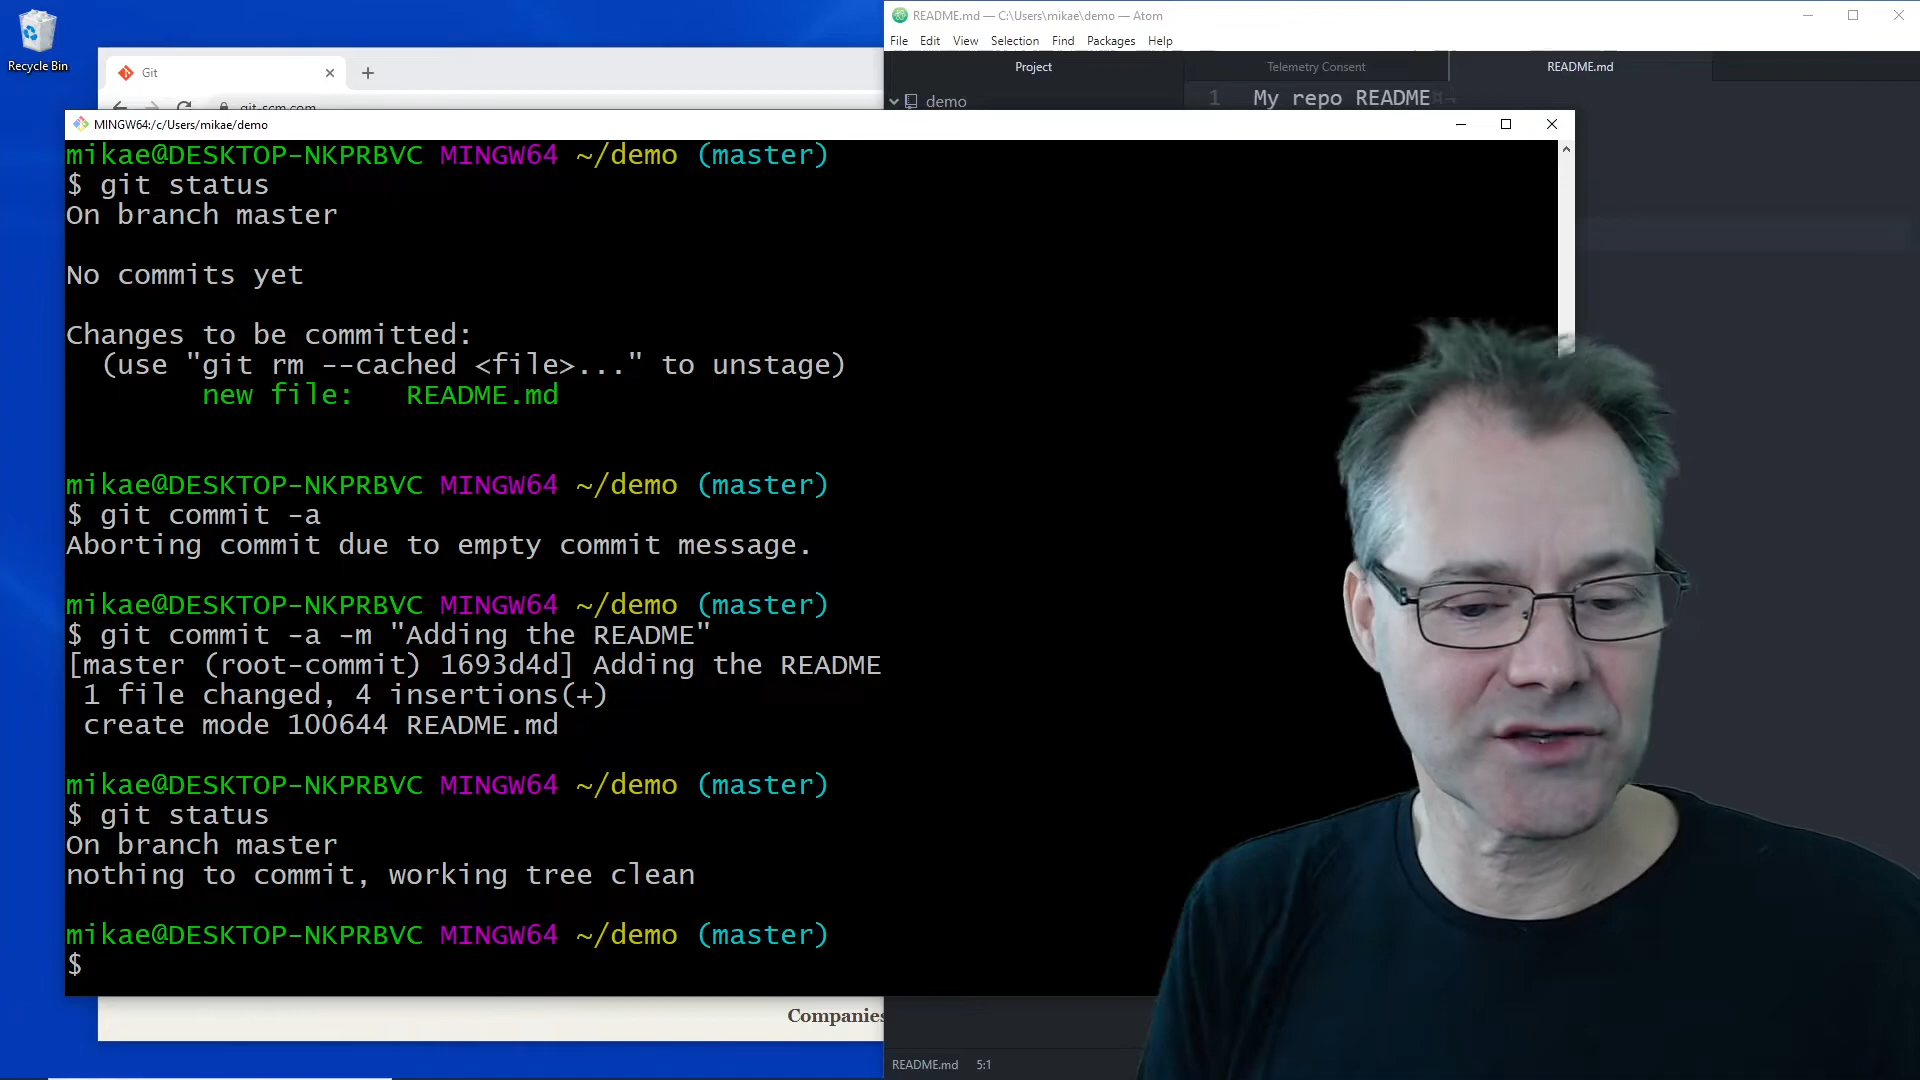 README.md — C:\Users\mikae\demo — Atom
File Edit View Selection Find Packages Help
Recycle Bin
Git
git-scm.com
Project
Telemetry Consent
README.md
demo
1 My repo README
MINGW64:/c/Users/mikae/demo
mikae@DESKTOP-NKPRBVC MINGW64 ~/demo (master)
$ git status
On branch master
No commits yet
Changes to be committed:
(use "git rm --cached <file>..." to unstage)
new file: README.md
mikae@DESKTOP-NKPRBVC MINGW64 ~/demo (master)
$ git commit -a
Aborting commit due to empty commit message.
mikae@DESKTOP-NKPRBVC MINGW64 ~/demo (master)
$ git commit -a -m "Adding the README"
[master (root-commit) 1693d4d] Adding the README
1 file changed, 4 insertions(+)
create mode 100644 README.md
mikae@DESKTOP-NKPRBVC MINGW64 ~/demo (master)
$ git status
On branch master
nothing to commit, working tree clean
mikae@DESKTOP-NKPRBVC MINGW64 ~/demo (master)
$
Companies
README.md 5:1